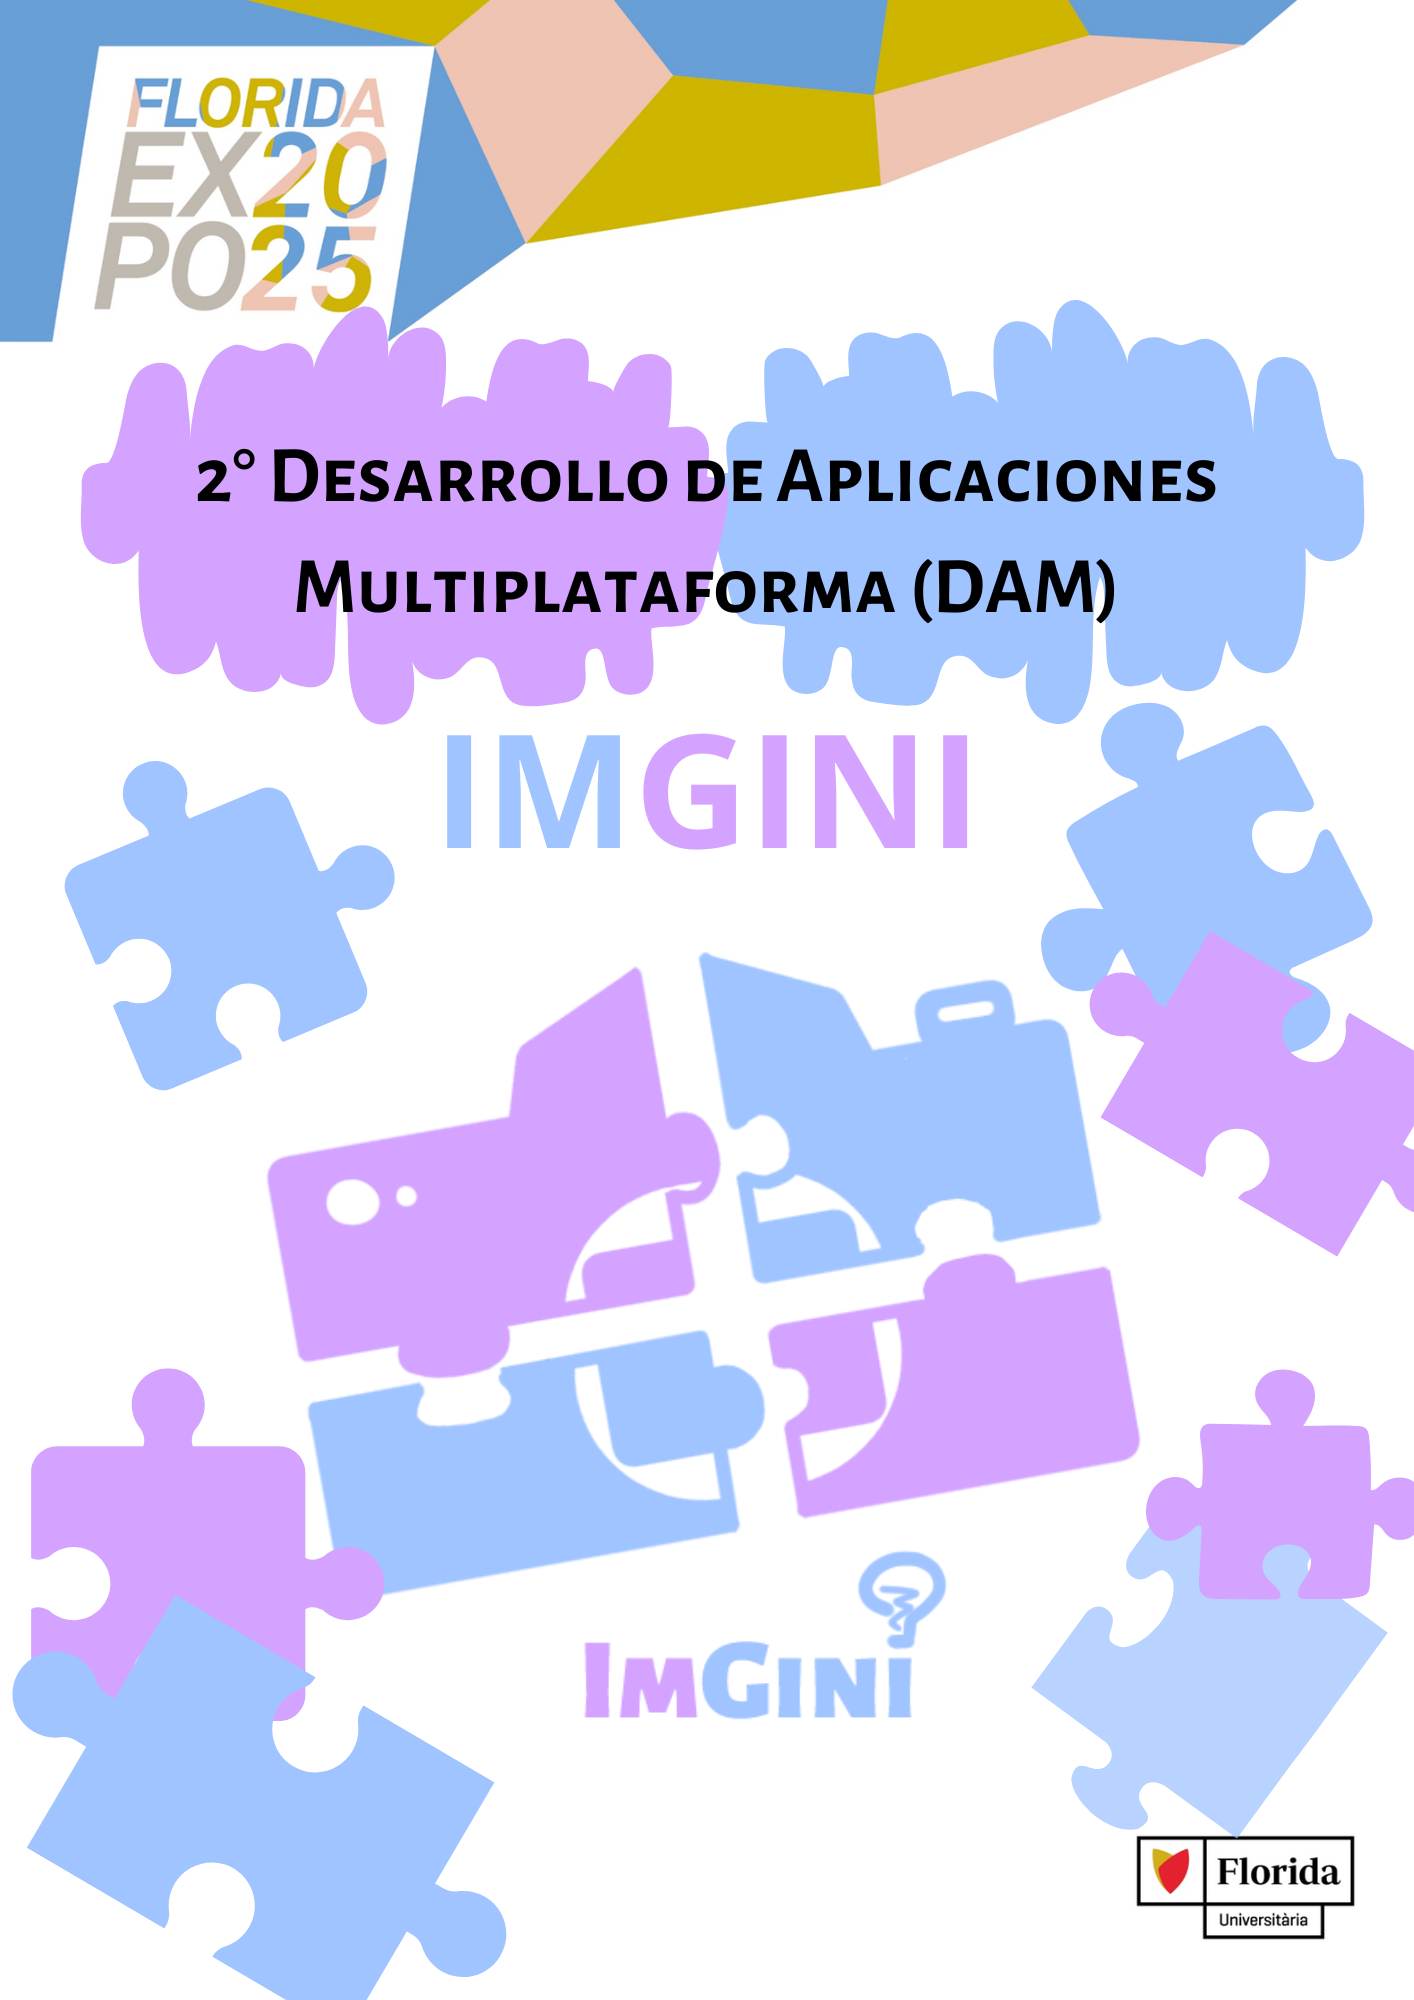 FLORIDA
EX20
PO25
2° Desarrollo de Aplicaciones
Multiplataforma (DAM)
IMGINI
ImGini
Florida
Universitària